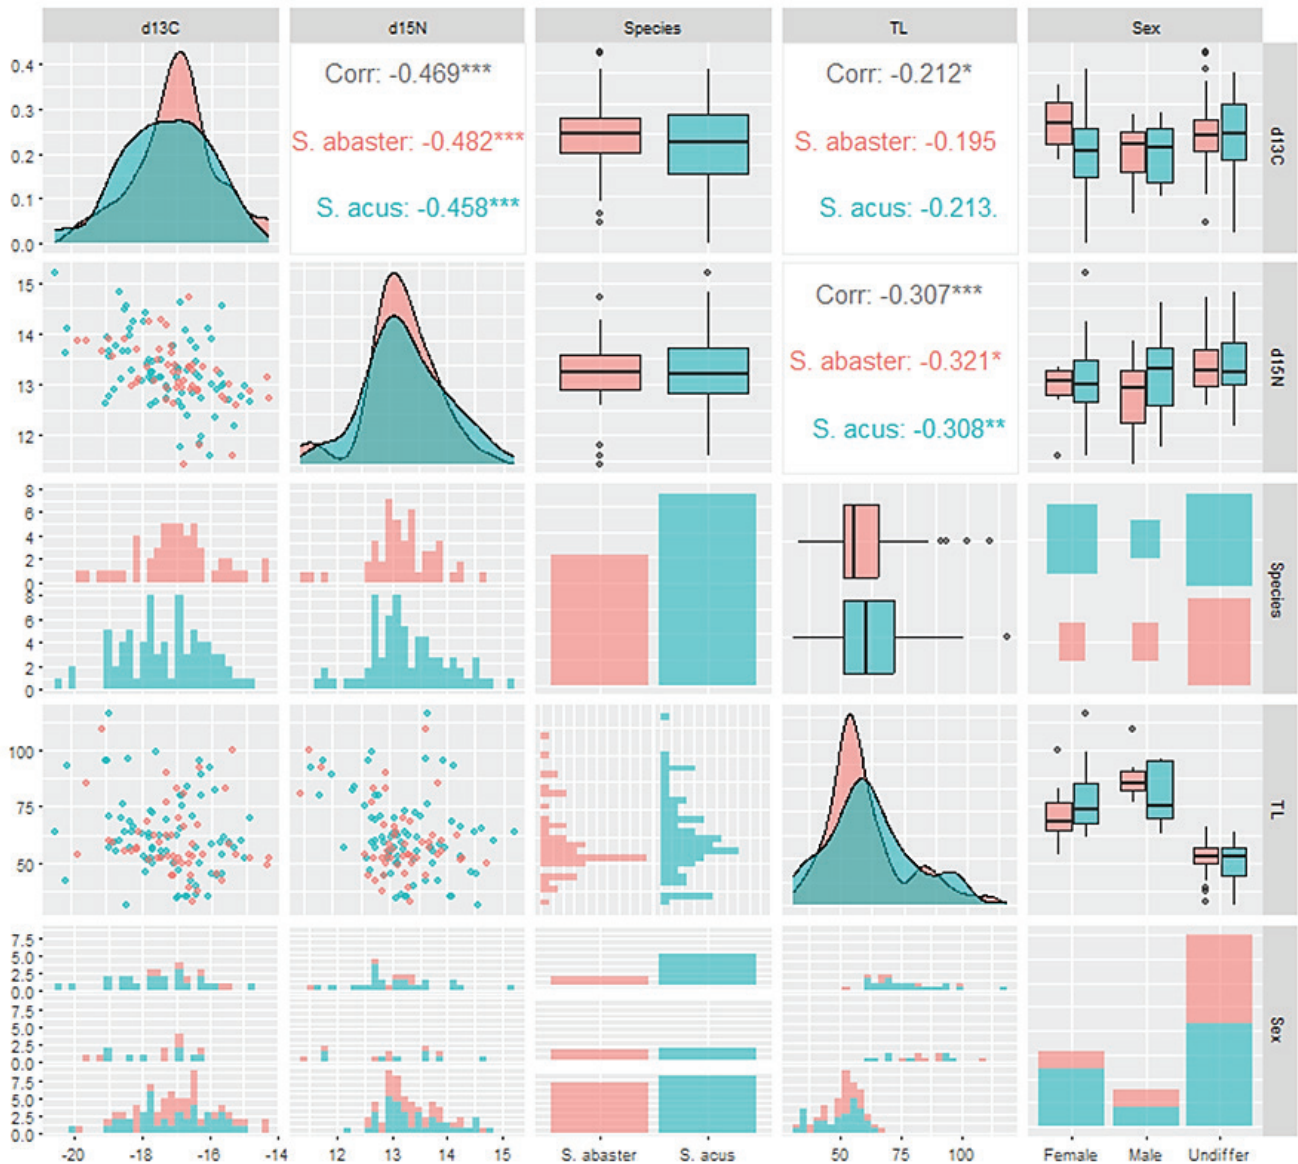 d13C d15N Species TL Sex
0.4
0.3
0.2
0.1
0.0
Corr: -0.469***
S. abaster: -0.482***
S. acus: -0.458***
Corr: -0.212*
S. abaster: -0.195
S. acus: -0.213.
d13C
15
14
13
12
Corr: -0.307***
S. abaster: -0.321*
S. acus: -0.308**
d15N
8
6
4
2
0
8
6
4
2
0
Species
100
75
50
TL
7.5
5.0
2.5
0.0
7.5
5.0
2.5
0.0
7.5
5.0
2.5
0.0
Sex
-20 -18 -16 -14 12 13 14 15 S. abaster S. acus 50 75 100 Female Male Undiffer